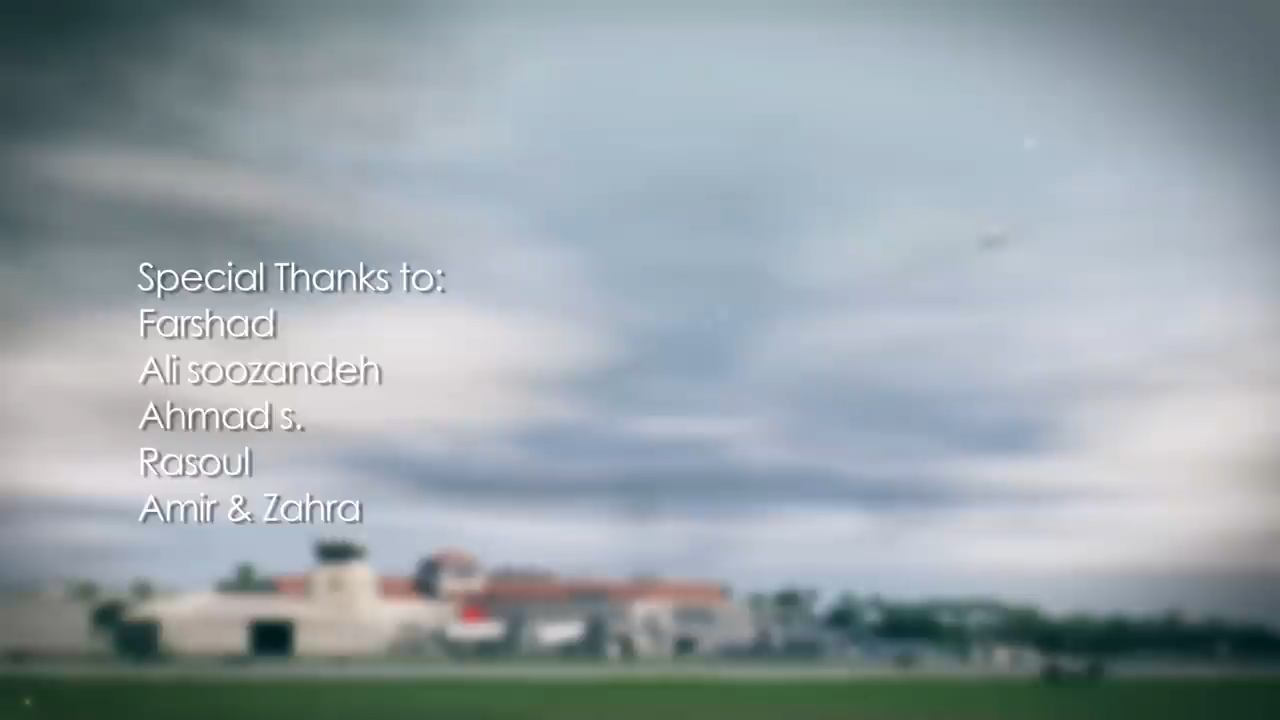 Special Thanks to:
Farshad
Ali soozandeh
Ahmad s.
Rasoul
Amir & Zahra